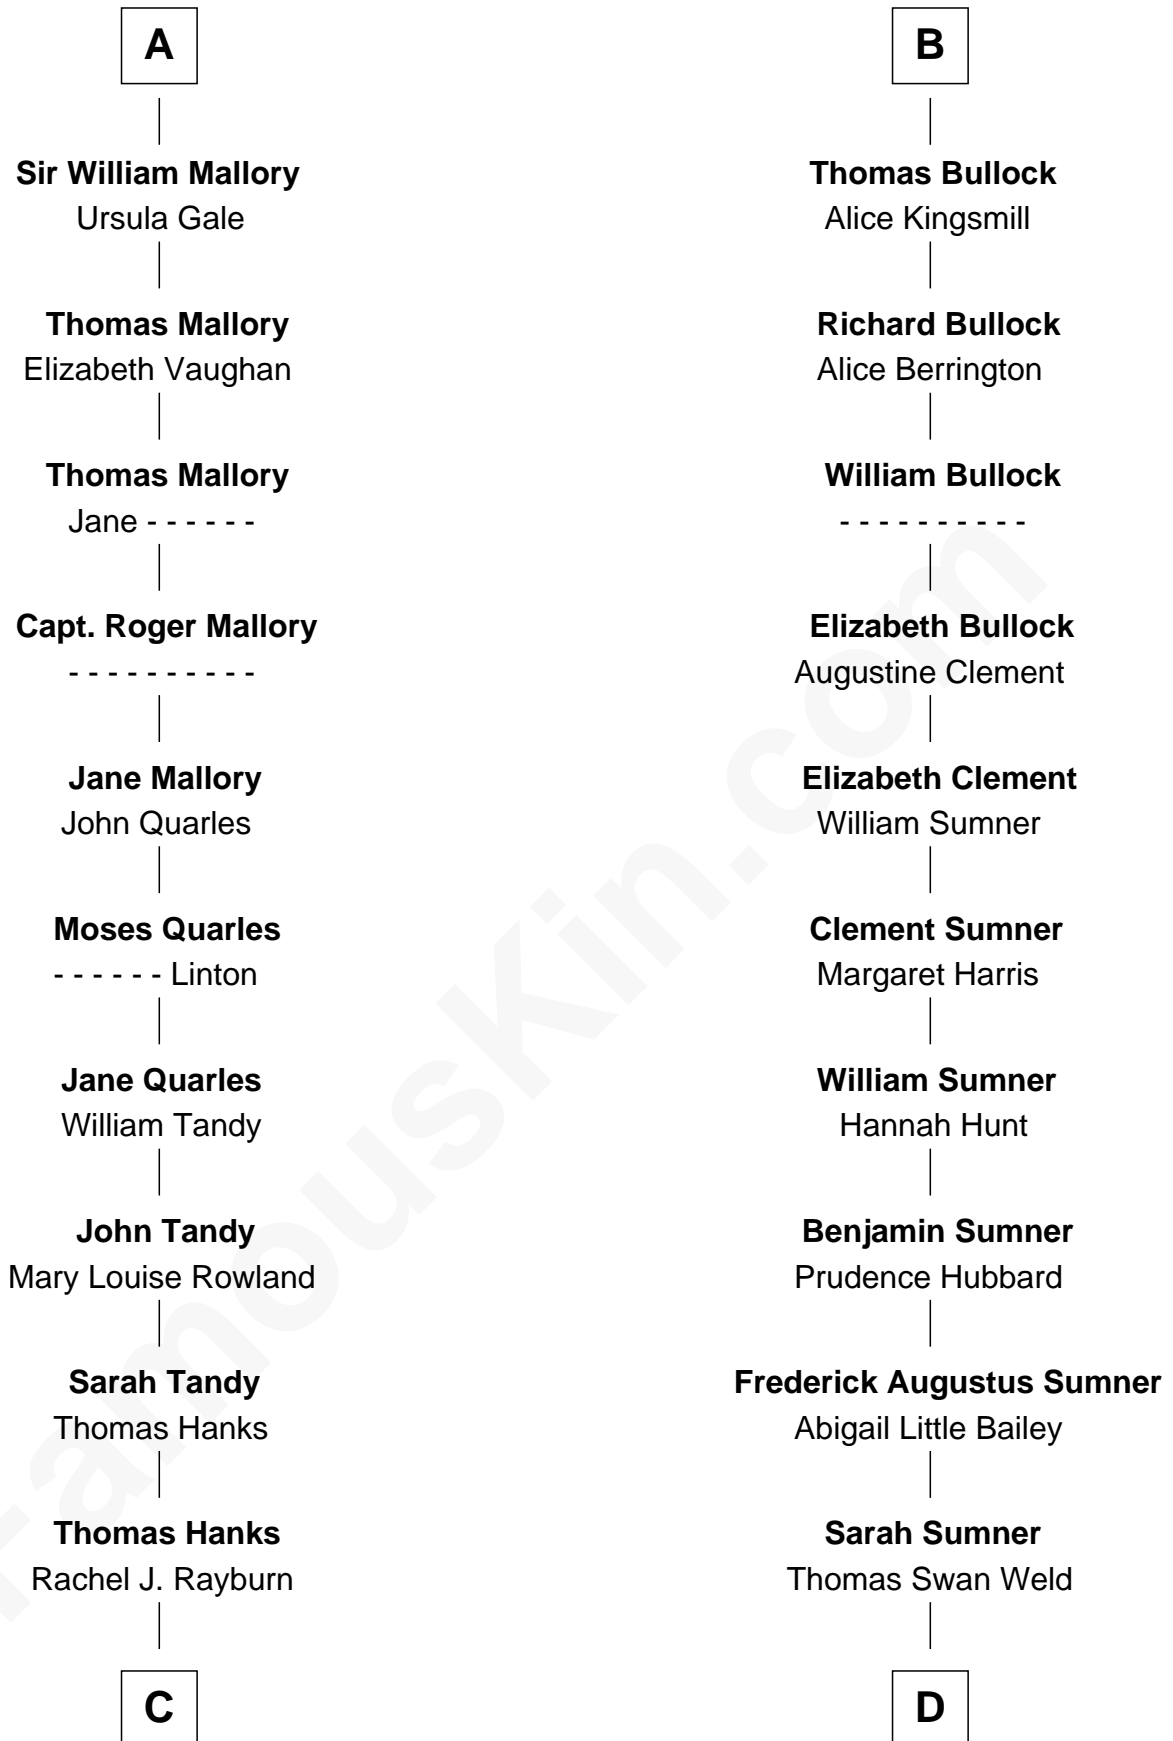 A
Sir William Mallory
Ursula Gale
Thomas Mallory
Elizabeth Vaughan
Thomas Mallory
Jane - - - - - -
Capt. Roger Mallory
- - - - - - - - - -
Jane Mallory
John Quarles
Moses Quarles
- - - - - - Linton
Jane Quarles
William Tandy
John Tandy
Mary Louise Rowland
Sarah Tandy
Thomas Hanks
Thomas Hanks
Rachel J. Rayburn
C
B
Thomas Bullock
Alice Kingsmill
Richard Bullock
Alice Berrington
William Bullock
- - - - - - - - - -
Elizabeth Bullock
Augustine Clement
Elizabeth Clement
William Sumner
Clement Sumner
Margaret Harris
William Sumner
Hannah Hunt
Benjamin Sumner
Prudence Hubbard
Frederick Augustus Sumner
Abigail Little Bailey
Sarah Sumner
Thomas Swan Weld
D
FamousKin.com